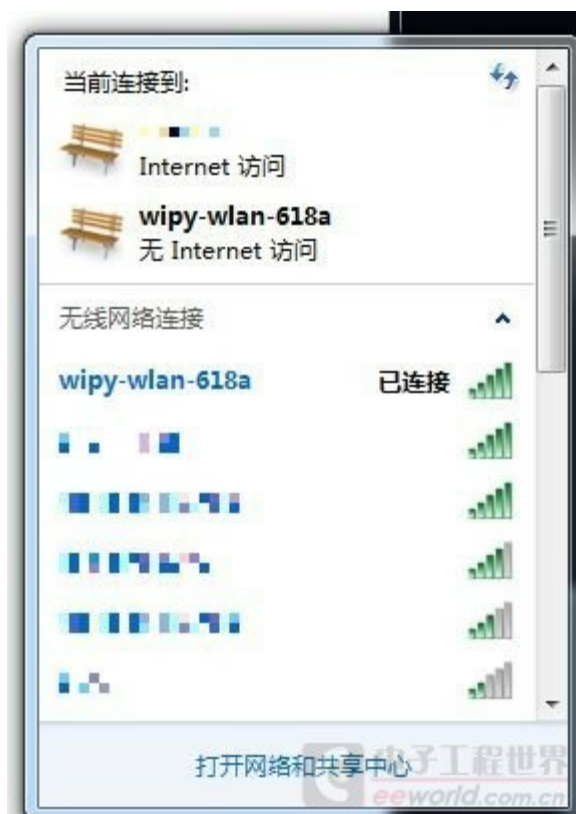 当前连接到:
Internet 访问
wipy-wlan-618a
无 Internet 访问
无线网络连接
wipy-wlan-618a 已连接
打开网络和共享中心
电子工程世界
eeworld.com.cn